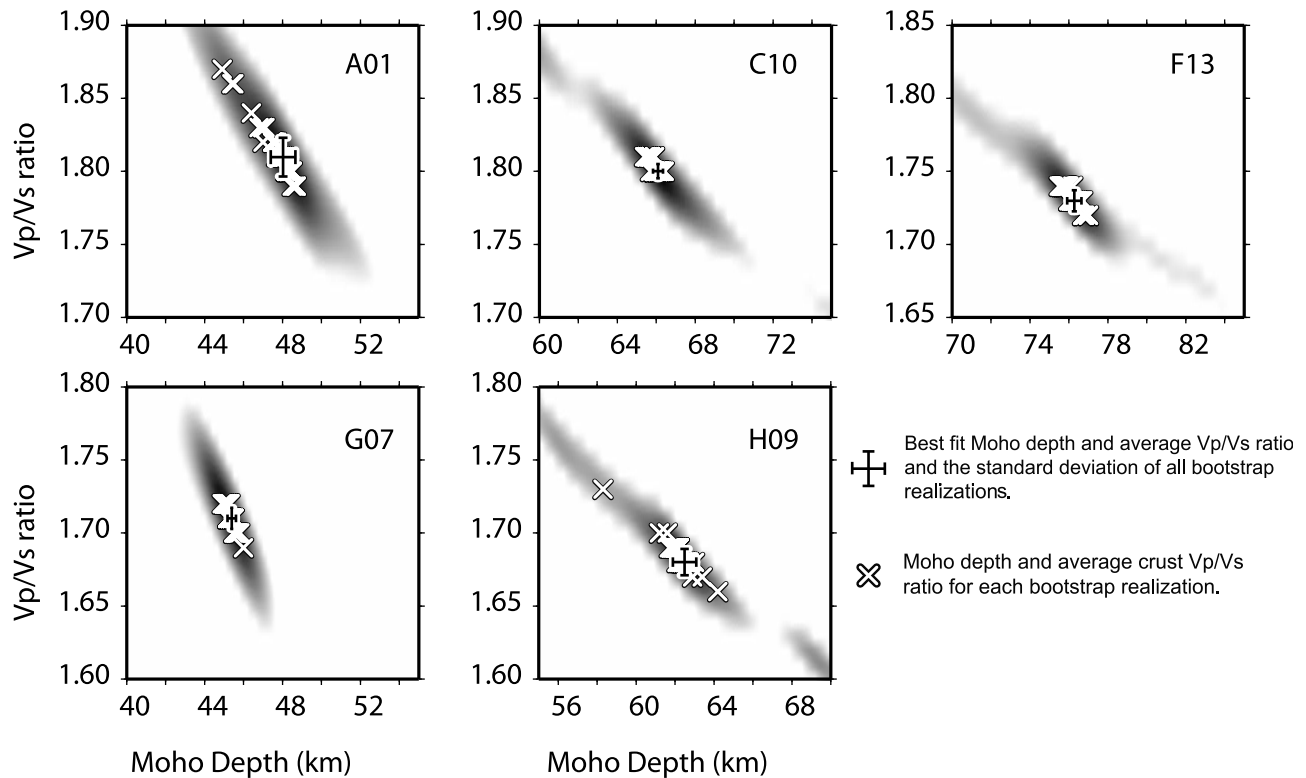 1.90
1.85
1.80
1.75
1.70
Vp/Vs ratio
A01
40 44 48 52
1.90
1.85
1.80
1.75
1.70
C10
60 64 68 72
1.85
1.80
1.75
1.70
1.65
F13
70 74 78 82
1.80
1.75
1.70
1.65
1.60
Vp/Vs ratio
G07
40 44 48 52
Moho Depth (km)
1.80
1.75
1.70
1.65
1.60
H09
56 60 64 68
Moho Depth (km)
Best fit Moho depth and average Vp/Vs ratio
and the standard deviation of all bootstrap
realizations.
Moho depth and average crust Vp/Vs
ratio for each bootstrap realization.